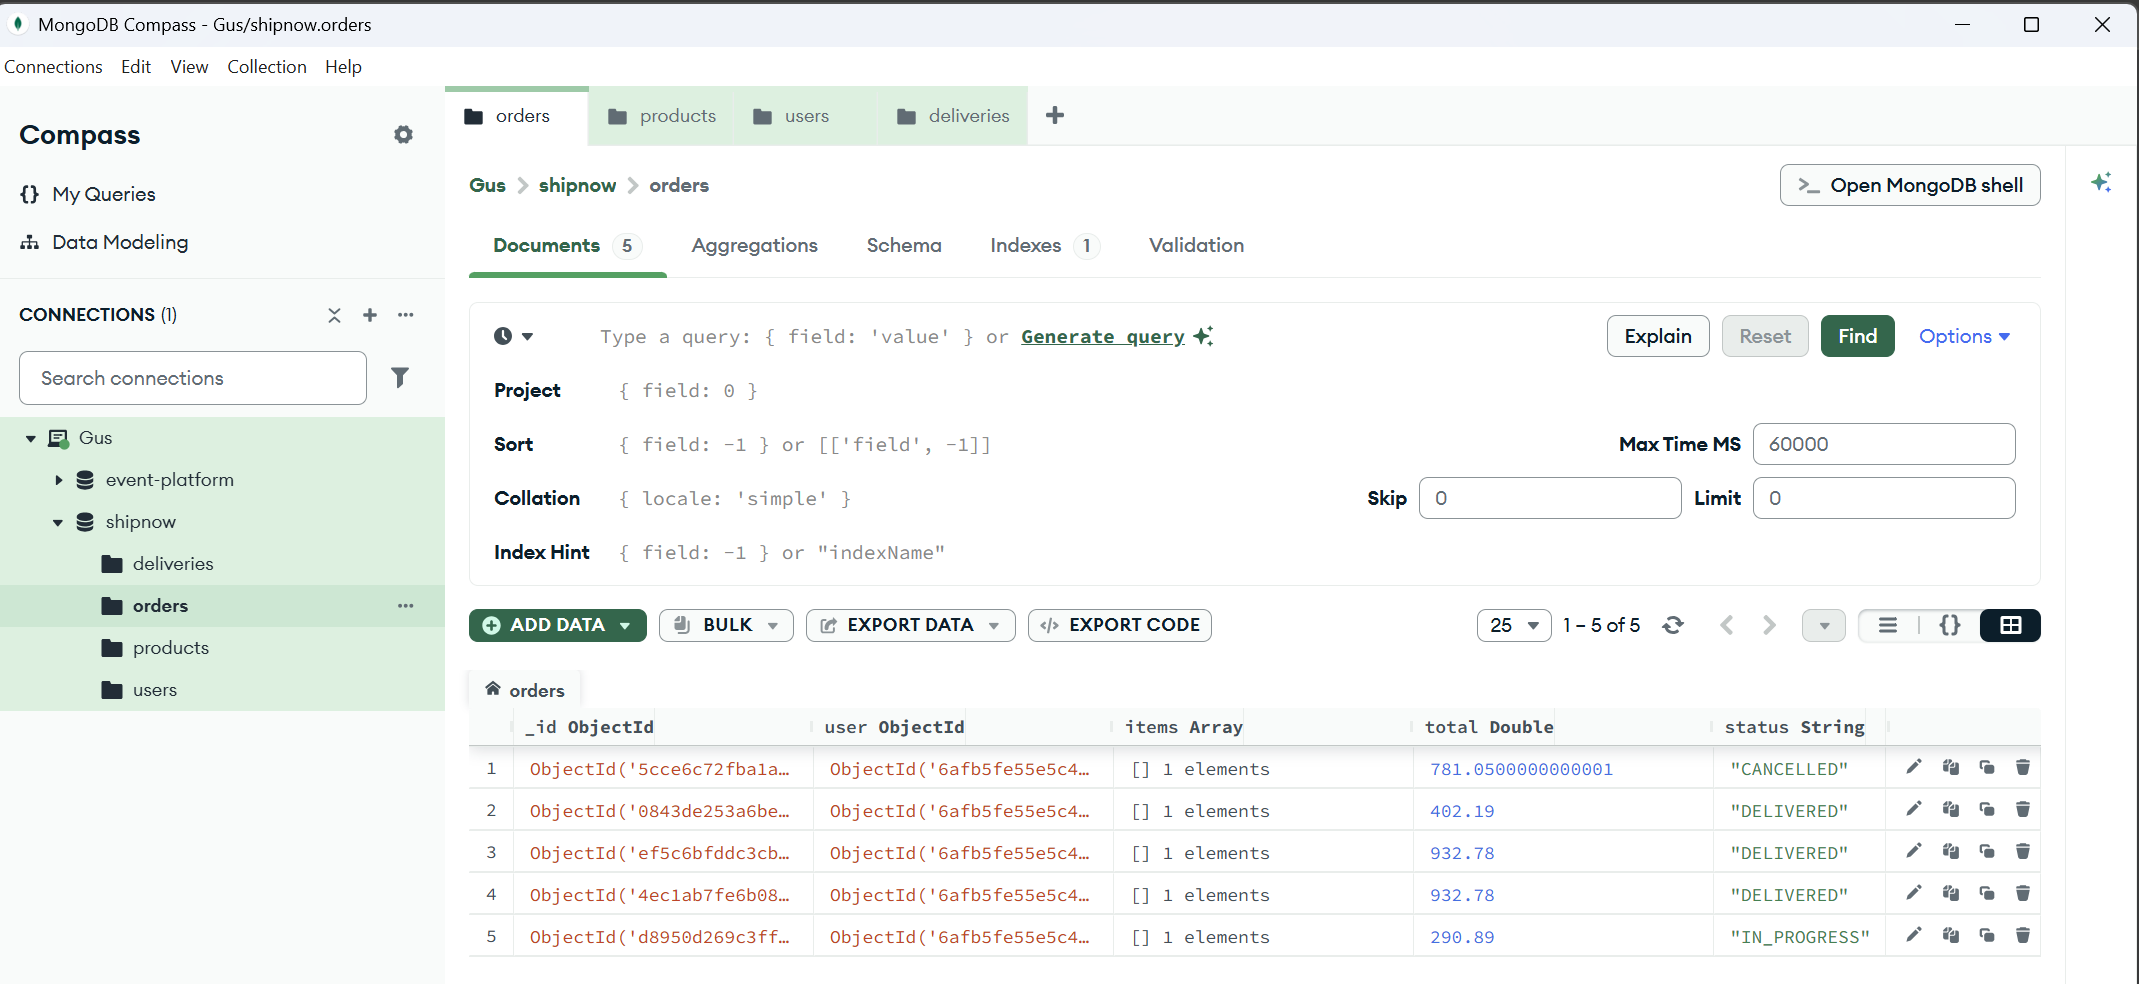 MongoDB Compass - Gus/shipnow.orders
Connections Edit View Collection Help
Compass
My Queries
Data Modeling
CONNECTIONS (1)
Search connections
Gus
event-platform
shipnow
deliveries
orders
products
users
orders products users deliveries
Gus shipnow orders
Open MongoDB shell
Documents 5 Aggregations Schema Indexes 1 Validation
Type a query: { field: 'value' } or Generate query
Explain Reset Find Options
Project { field: 0 }
Sort { field: -1 } or [['field', -1]] Max Time MS 60000
Collation { locale: 'simple' } Skip 0 Limit 0
Index Hint { field: -1 } or "indexName"
ADD DATA BULK EXPORT DATA EXPORT CODE 25 1 – 5 of 5
orders
_id ObjectId user ObjectId items Array total Double status String
1 ObjectId('5cce6c72fba1a… ObjectId('6afb5fe55e5c4… [] 1 elements 781.0500000000001 "CANCELLED"
2 ObjectId('0843de253a6be… ObjectId('6afb5fe55e5c4… [] 1 elements 402.19 "DELIVERED"
3 ObjectId('ef5c6bfddc3cb… ObjectId('6afb5fe55e5c4… [] 1 elements 932.78 "DELIVERED"
4 ObjectId('4ec1ab7fe6b08… ObjectId('6afb5fe55e5c4… [] 1 elements 932.78 "DELIVERED"
5 ObjectId('d8950d269c3ff… ObjectId('6afb5fe55e5c4… [] 1 elements 290.89 "IN_PROGRESS"